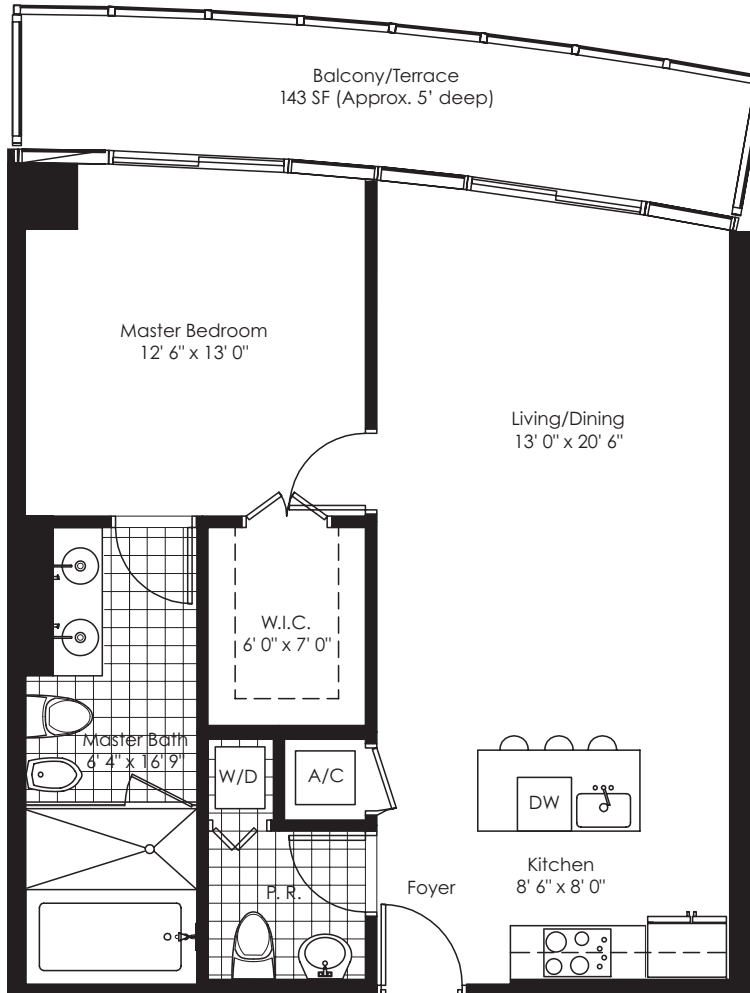 Balcony/Terrace
143 SF (Approx. 5' deep)
Master Bedroom
12' 6" x 13' 0"
Living/Dining
13' 0" x 20' 6"
W.I.C.
6' 0" x 7' 0"
Master Bath
6' 4" x 16' 9"
W/D
A/C
DW
Kitchen
8' 6" x 8' 0"
P. R.
Foyer